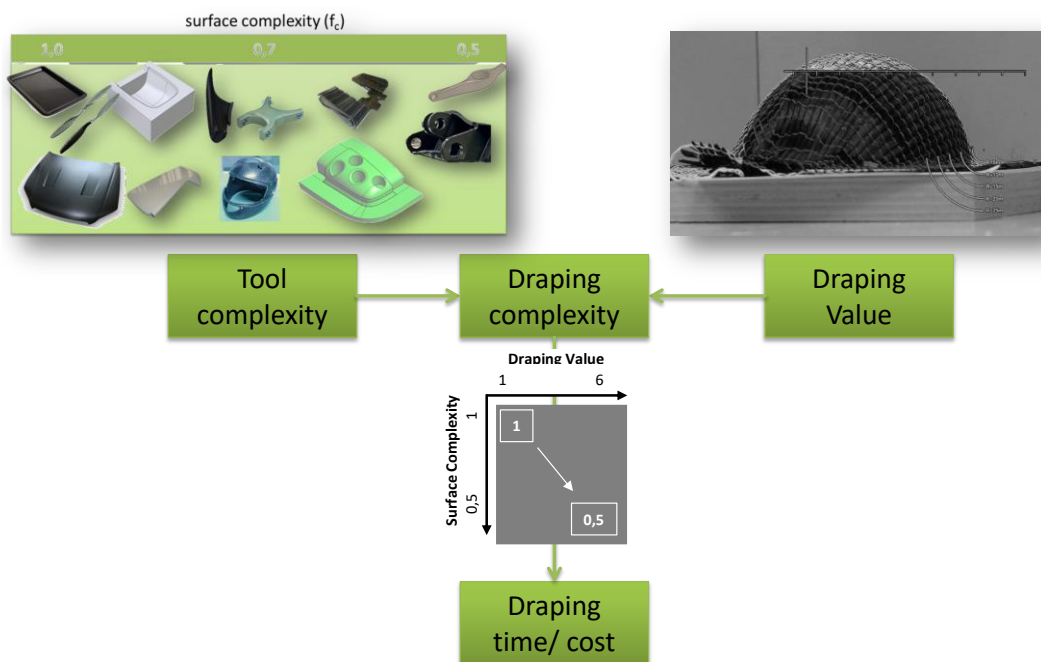 surface complexity (fc)
1,0 0,7 0,5
Tool
complexity
Draping
complexity
Draping
Value
Draping Value
1 6
Surface Complexity
1
0,5
1
0,5
Draping
time/ cost